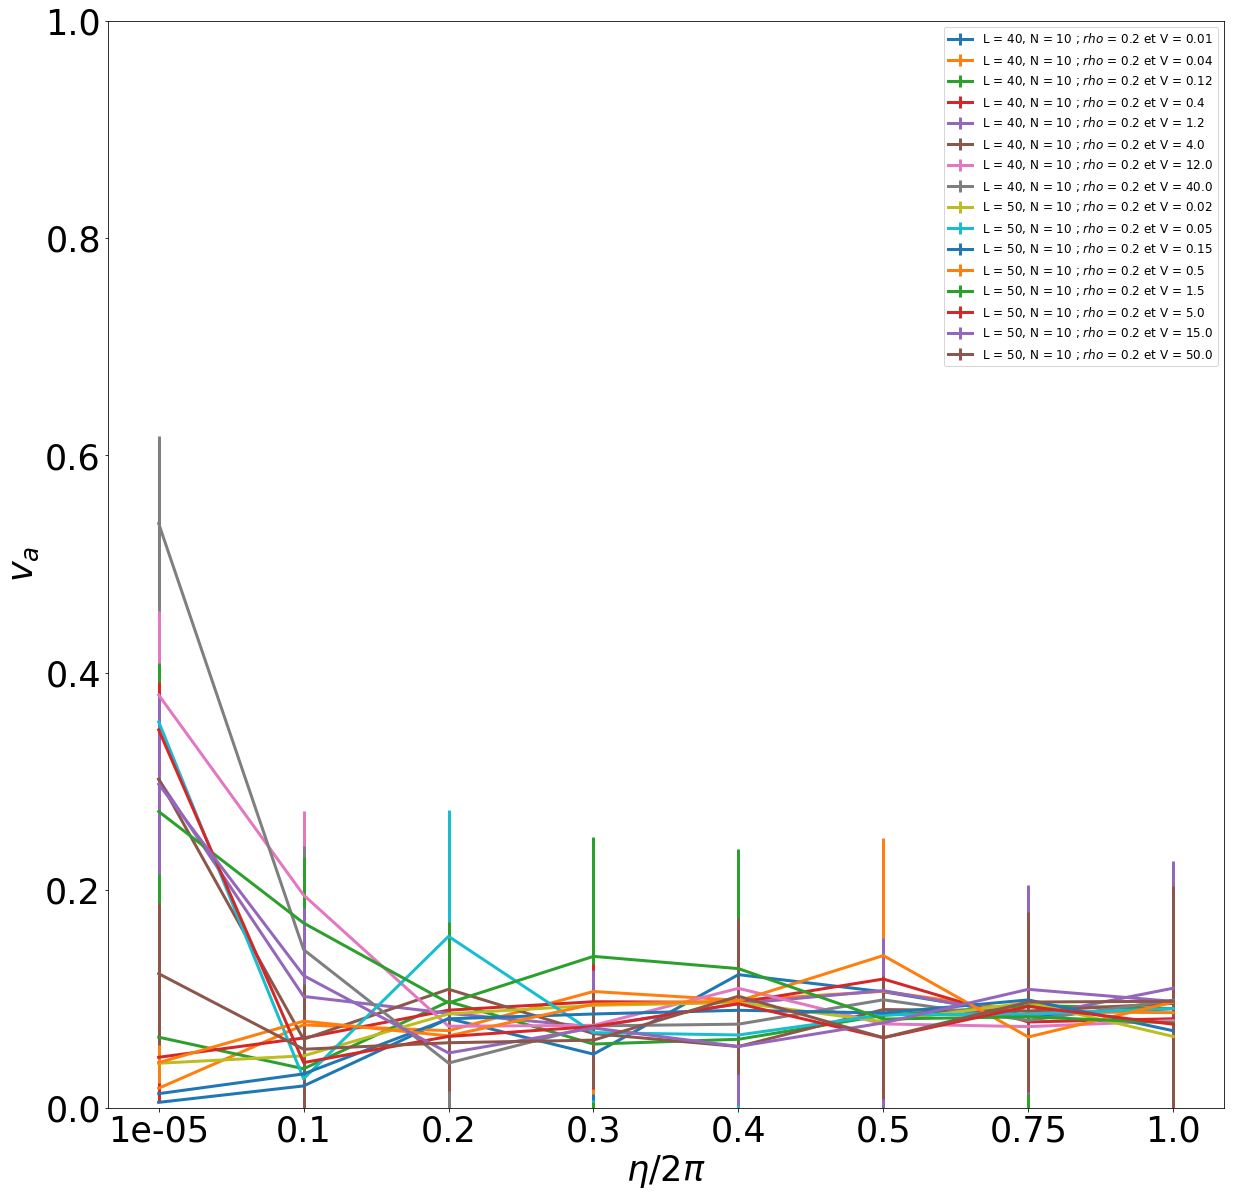 1.0
0.8
0.6
0.4
0.2
0.0
v_a
1e-05 0.1 0.2 0.3 0.4 0.5 0.75 1.0
η/2π
L = 40, N = 10 ; rho = 0.2 et V = 0.01
L = 40, N = 10 ; rho = 0.2 et V = 0.04
L = 40, N = 10 ; rho = 0.2 et V = 0.12
L = 40, N = 10 ; rho = 0.2 et V = 0.4
L = 40, N = 10 ; rho = 0.2 et V = 1.2
L = 40, N = 10 ; rho = 0.2 et V = 4.0
L = 40, N = 10 ; rho = 0.2 et V = 12.0
L = 40, N = 10 ; rho = 0.2 et V = 40.0
L = 50, N = 10 ; rho = 0.2 et V = 0.02
L = 50, N = 10 ; rho = 0.2 et V = 0.05
L = 50, N = 10 ; rho = 0.2 et V = 0.15
L = 50, N = 10 ; rho = 0.2 et V = 0.5
L = 50, N = 10 ; rho = 0.2 et V = 1.5
L = 50, N = 10 ; rho = 0.2 et V = 5.0
L = 50, N = 10 ; rho = 0.2 et V = 15.0
L = 50, N = 10 ; rho = 0.2 et V = 50.0